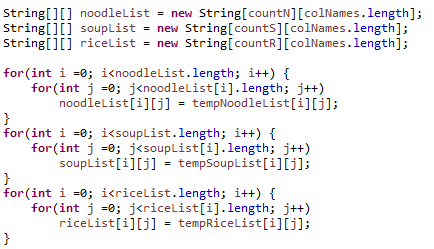 String[][] noodleList = new String[countN][colNames.length];
String[][] soupList = new String[countS][colNames.length];
String[][] riceList = new String[countR][colNames.length];

for(int i =0; i<noodleList.length; i++) {
    for(int j =0; j<noodleList[i].length; j++)
        noodleList[i][j] = tempNoodleList[i][j];
}
for(int i =0; i<soupList.length; i++) {
    for(int j =0; j<soupList[i].length; j++)
        soupList[i][j] = tempSoupList[i][j];
}
for(int i =0; i<riceList.length; i++) {
    for(int j =0; j<riceList[i].length; j++)
        riceList[i][j] = tempRiceList[i][j];
}